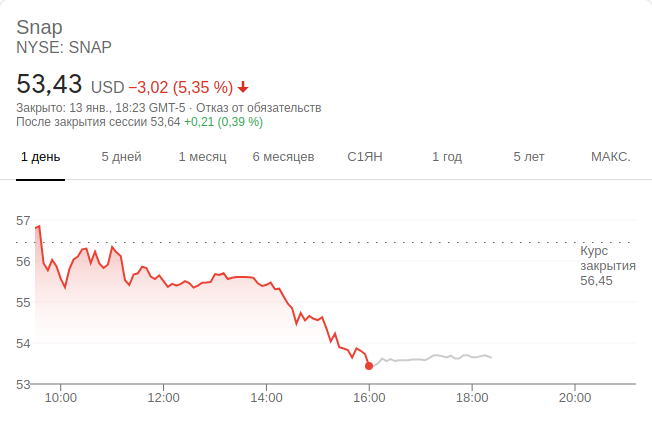 Snap
NYSE: SNAP
53,43 USD −3,02 (5,35 %)
Закрыто: 13 янв., 18:23 GMT-5 · Отказ от обязательств
После закрытия сессии 53,64 +0,21 (0,39 %)
1 день 5 дней 1 месяц 6 месяцев С1ЯН 1 год 5 лет МАКС.
57
56
55
54
53
Курс
закрытия
56,45
10:00 12:00 14:00 16:00 18:00 20:00